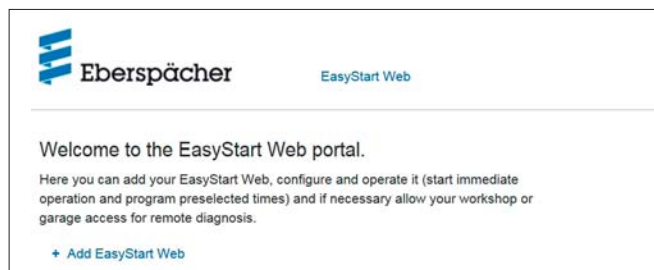 Eberspächer
EasyStart Web
Welcome to the EasyStart Web portal.
Here you can add your EasyStart Web, configure and operate it (start immediate
operation and program preselected times) and if necessary allow your workshop or
garage access for remote diagnosis.
+ Add EasyStart Web